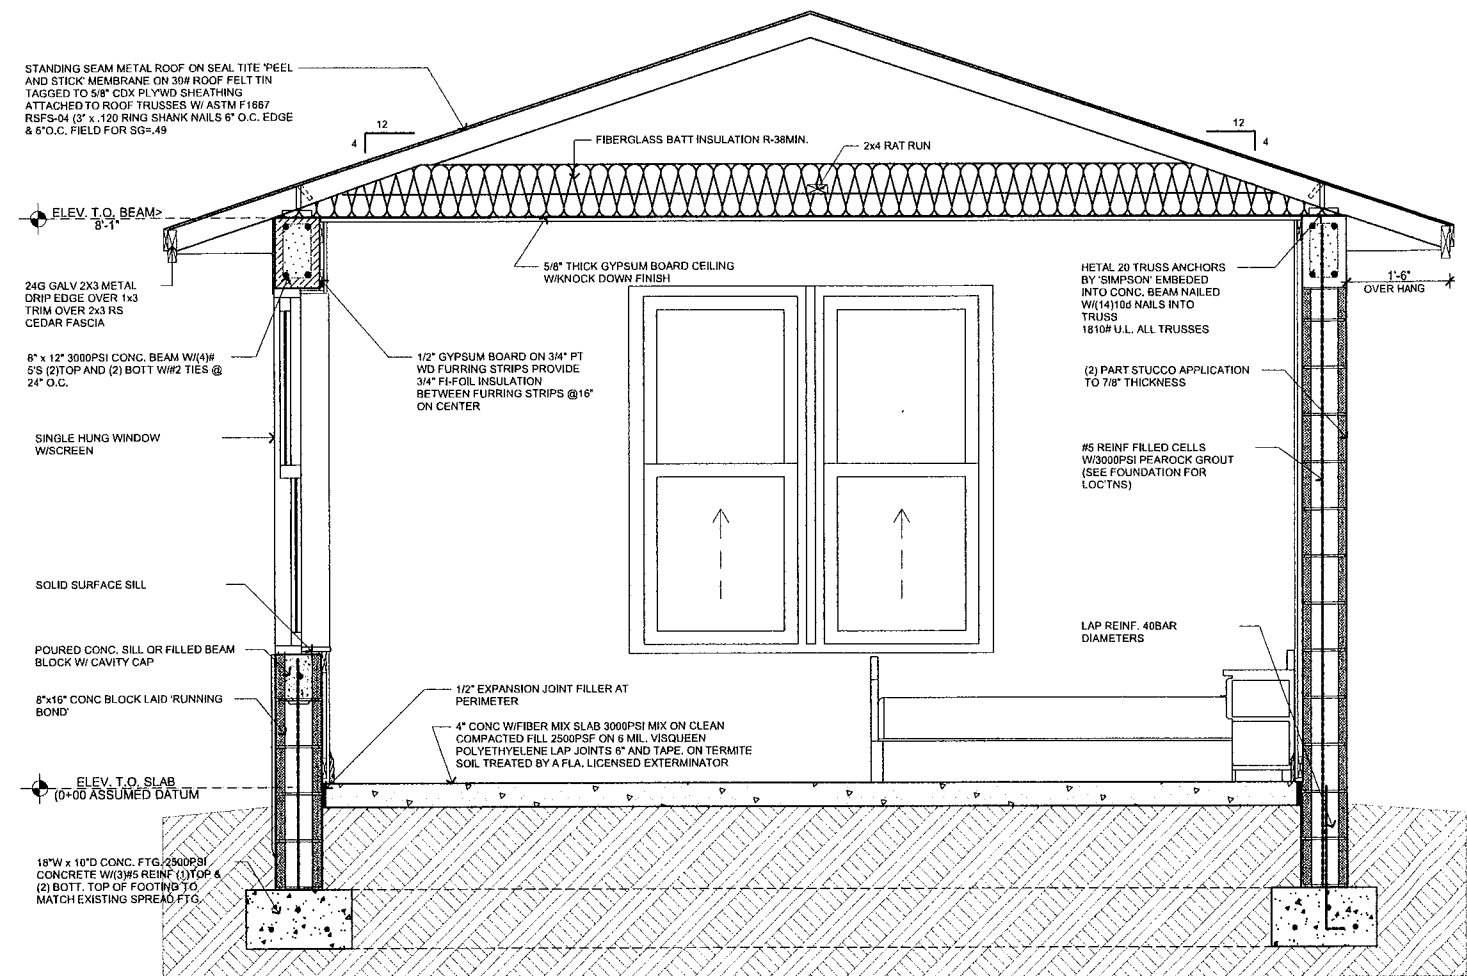 STANDING SEAM METAL ROOF ON SEAL TITE 'PEEL
AND STICK' MEMBRANE ON 30# ROOF FELT TIN
TAGGED TO 5/8" CDX PLY'WD SHEATHING
ATTACHED TO ROOF TRUSSES W/ ASTM F1667
RSFS-04 (3" x .120 RING SHANK NAILS 6" O.C. EDGE
& 6"O.C. FIELD FOR SG=.49
12
4
FIBERGLASS BATT INSULATION R-38MIN.
2x4 RAT RUN
12
4
ELEV. T.O. BEAM>
8'-1"
24G GALV 2X3 METAL
DRIP EDGE OVER 1x3
TRIM OVER 2x3 RS
CEDAR FASCIA
8" x 12" 3000PSI CONC. BEAM W/(4)#
5'S (2)TOP AND (2) BOTT W/#2 TIES @
24" O.C.
SINGLE HUNG WINDOW
W/SCREEN
SOLID SURFACE SILL
POURED CONC. SILL OR FILLED BEAM
BLOCK W/ CAVITY CAP
8"x16" CONC BLOCK LAID 'RUNNING
BOND'
ELEV. T.O. SLAB
(0+00 ASSUMED DATUM
18"W x 10"D CONC. FTG. 2500PSI
CONCRETE W/(3)#5 REINF (1)TOP &
(2) BOTT. TOP OF FOOTING TO
MATCH EXISTING SPREAD FTG.
5/8" THICK GYPSUM BOARD CEILING
W/KNOCK DOWN FINISH
1/2" GYPSUM BOARD ON 3/4" PT
WD FURRING STRIPS PROVIDE
3/4" FI-FOIL INSULATION
BETWEEN FURRING STRIPS @16"
ON CENTER
1/2" EXPANSION JOINT FILLER AT
PERIMETER
4" CONC W/FIBER MIX SLAB 3000PSI MIX ON CLEAN
COMPACTED FILL 2500PSF ON 6 MIL. VISQUEEN
POLYETHYELENE LAP JOINTS 6" AND TAPE. ON TERMITE
SOIL TREATED BY A FLA. LICENSED EXTERMINATOR
HETAL 20 TRUSS ANCHORS
BY 'SIMPSON' EMBEDED
INTO CONC. BEAM NAILED
W/(14)10d NAILS INTO
TRUSS
1810# U.L. ALL TRUSSES
1'-6"
OVER HANG
(2) PART STUCCO APPLICATION
TO 7/8" THICKNESS
#5 REINF FILLED CELLS
W/3000PSI PEAROCK GROUT
(SEE FOUNDATION FOR
LOC'TNS)
LAP REINF. 40BAR
DIAMETERS